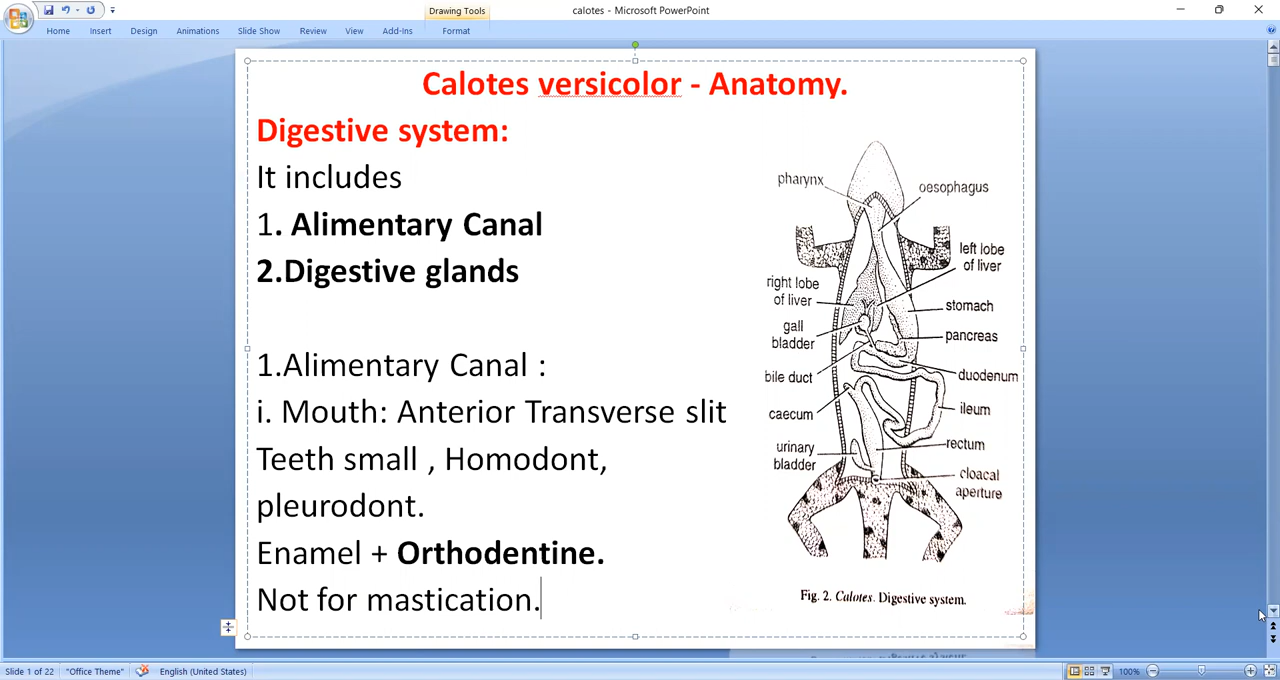 calotes - Microsoft PowerPoint
Drawing Tools
Home Insert Design Animations Slide Show Review View Add-Ins Format
Calotes versicolor - Anatomy.
Digestive system:
It includes
1. Alimentary Canal
2.Digestive glands
1.Alimentary Canal :
i. Mouth: Anterior Transverse slit
Teeth small , Homodont,
pleurodont.
Enamel + Orthodentine.
Not for mastication.
pharynx
oesophagus
left lobe
of liver
right lobe
of liver
stomach
gall
bladder
pancreas
bile duct
duodenum
caecum
ileum
urinary
bladder
rectum
cloacal
aperture
Fig. 2. Calotes. Digestive system.
Slide 1 of 22 "Office Theme" English (United States) 100%